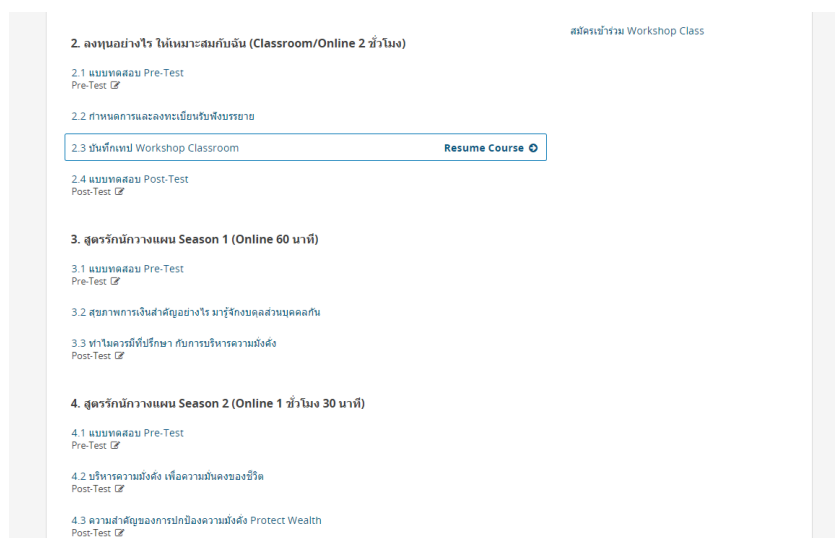 สมัครเข้าร่วม Workshop Class
2. ลงทุนอย่างไร ให้เหมาะสมกับฉัน (Classroom/Online 2 ชั่วโมง)
2.1 แบบทดสอบ Pre-Test
Pre-Test
2.2 กำหนดการและลงทะเบียนรับฟังบรรยาย
2.3 บันทึกเทป Workshop Classroom
Resume Course
2.4 แบบทดสอบ Post-Test
Post-Test
3. สูตรรักนักวางแผน Season 1 (Online 60 นาที)
3.1 แบบทดสอบ Pre-Test
Pre-Test
3.2 สุขภาพการเงินสำคัญอย่างไร มารู้จักงบดุลส่วนบุคคลกัน
3.3 ทำไมควรมีที่ปรึกษา กับการบริหารความมั่งคั่ง
Post-Test
4. สูตรรักนักวางแผน Season 2 (Online 1 ชั่วโมง 30 นาที)
4.1 แบบทดสอบ Pre-Test
Pre-Test
4.2 บริหารความมั่งคั่ง เพื่อความมั่นคงของชีวิต
Post-Test
4.3 ความสำคัญของการปกป้องความมั่งคั่ง Protect Wealth
Post-Test